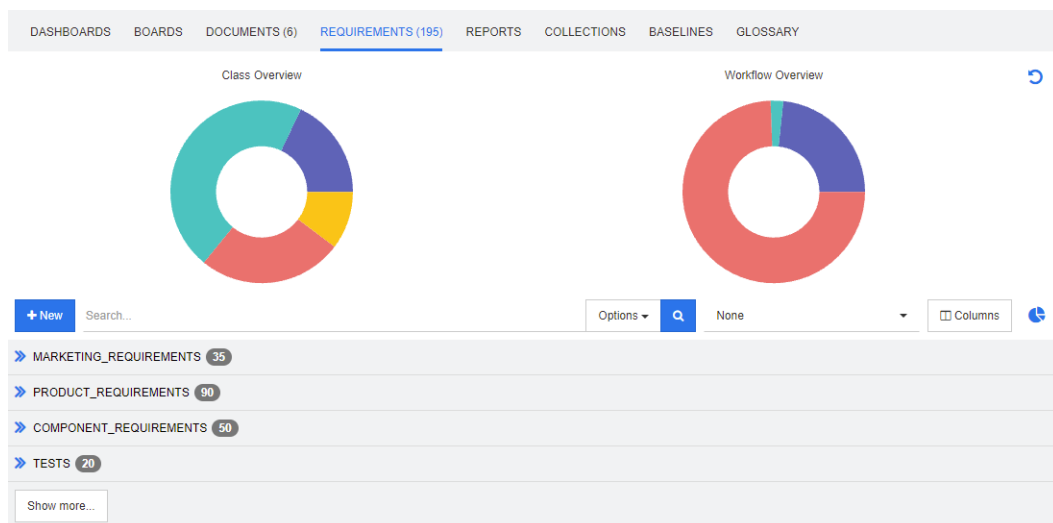 DASHBOARDS BOARDS DOCUMENTS (6) REQUIREMENTS (195) REPORTS COLLECTIONS BASELINES GLOSSARY
Class Overview Workflow Overview
New Search... Options None Columns
MARKETING_REQUIREMENTS 35
PRODUCT_REQUIREMENTS 90
COMPONENT_REQUIREMENTS 50
TESTS 20
Show more...